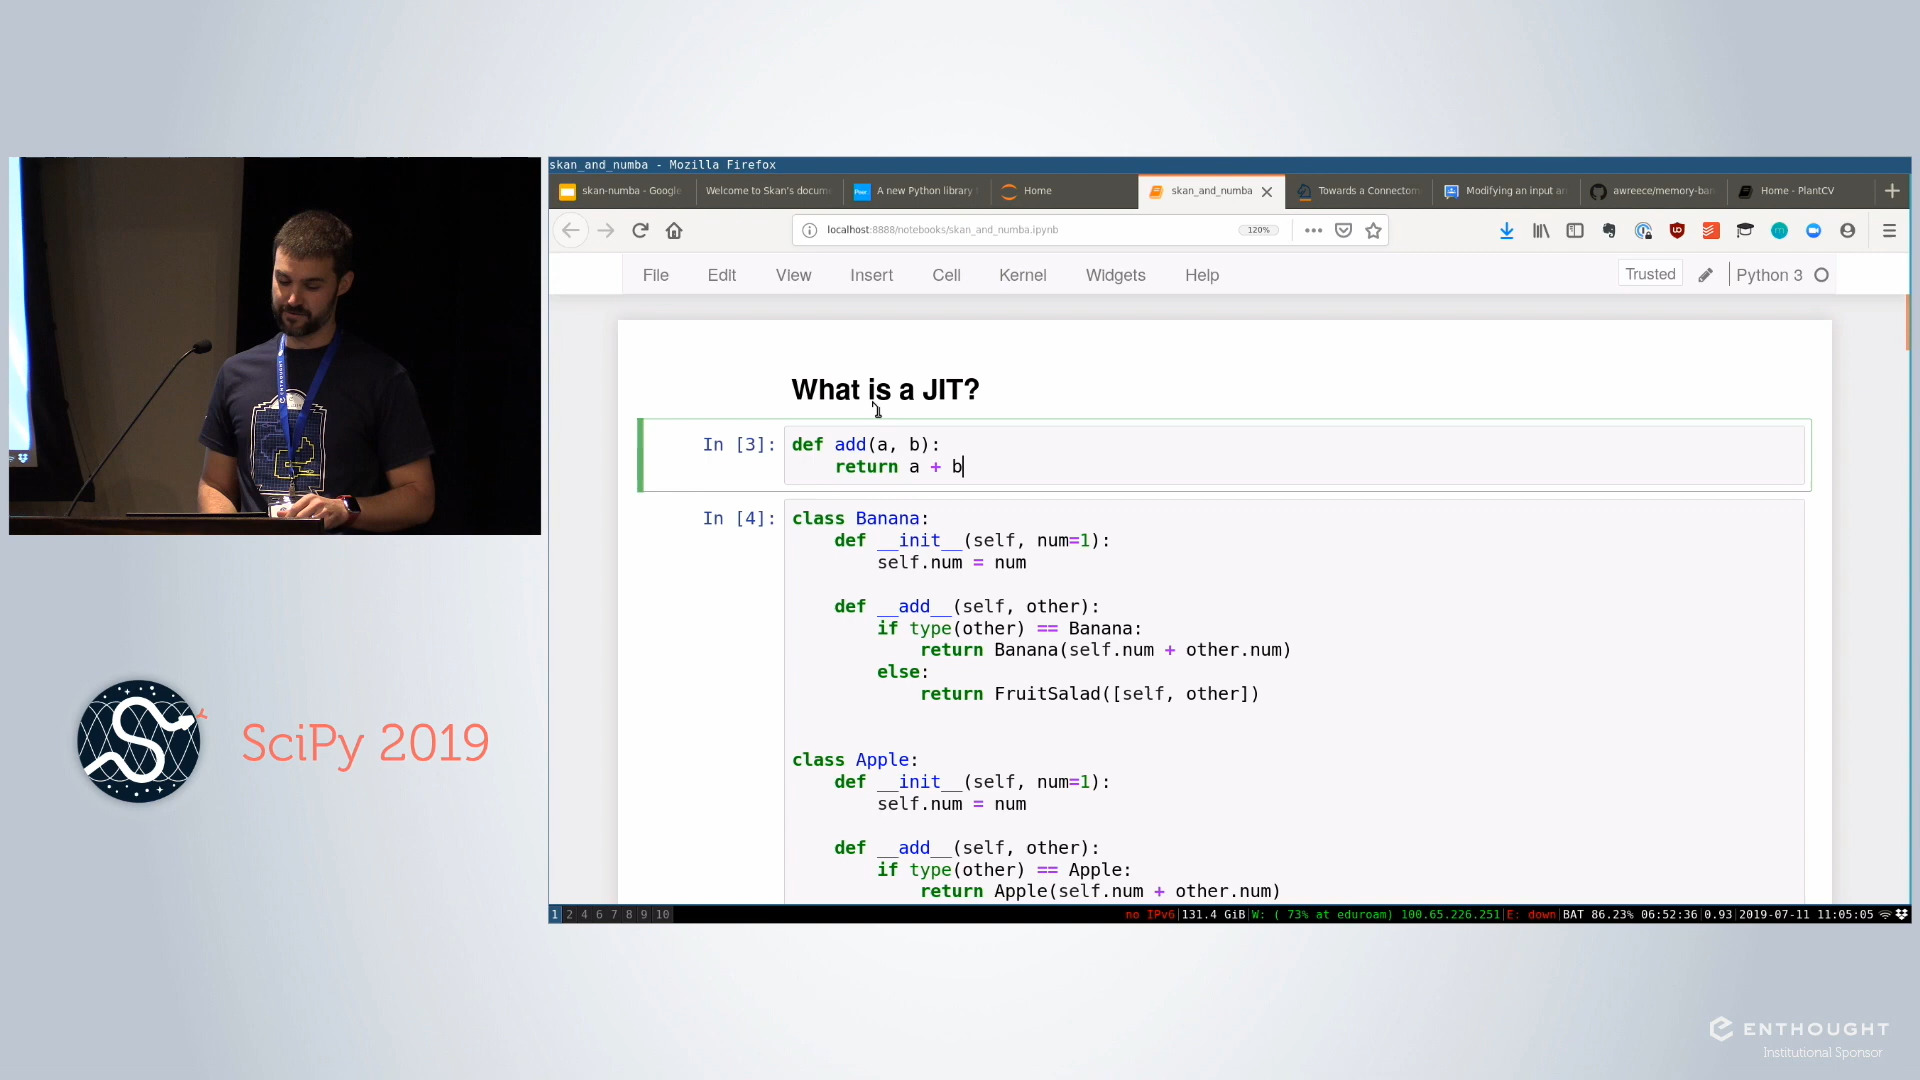 skan_and_numba - Mozilla Firefox
skan-numba - Google
Welcome to Skan's docum
Peer
A new Python library
Home
skan_and_numba
Towards a Connectom
Modifying an input ar
awreece/memory-ban
Home - PlantCV
localhost:8888/notebooks/skan_and_numba.ipynb
120%
File Edit View Insert Cell Kernel Widgets Help
Trusted
Python 3
What is a JIT?
In [3]:
def add(a, b):
    return a + b
In [4]:
class Banana:
    def __init__(self, num=1):
        self.num = num
    def __add__(self, other):
        if type(other) == Banana:
            return Banana(self.num + other.num)
        else:
            return FruitSalad([self, other])
class Apple:
    def __init__(self, num=1):
        self.num = num
    def __add__(self, other):
        if type(other) == Apple:
            return Apple(self.num + other.num)
1 2 4 6 7 8 9 10
no IPv6|131.4 GiB|W: ( 73% at eduroam) 100.65.226.251|E: down|BAT 86.23% 06:52:36|0.93|2019-07-11 11:05:05
ENTHOUGHT
SciPy 2019
ENTHOUGHT
Institutional Sponsor